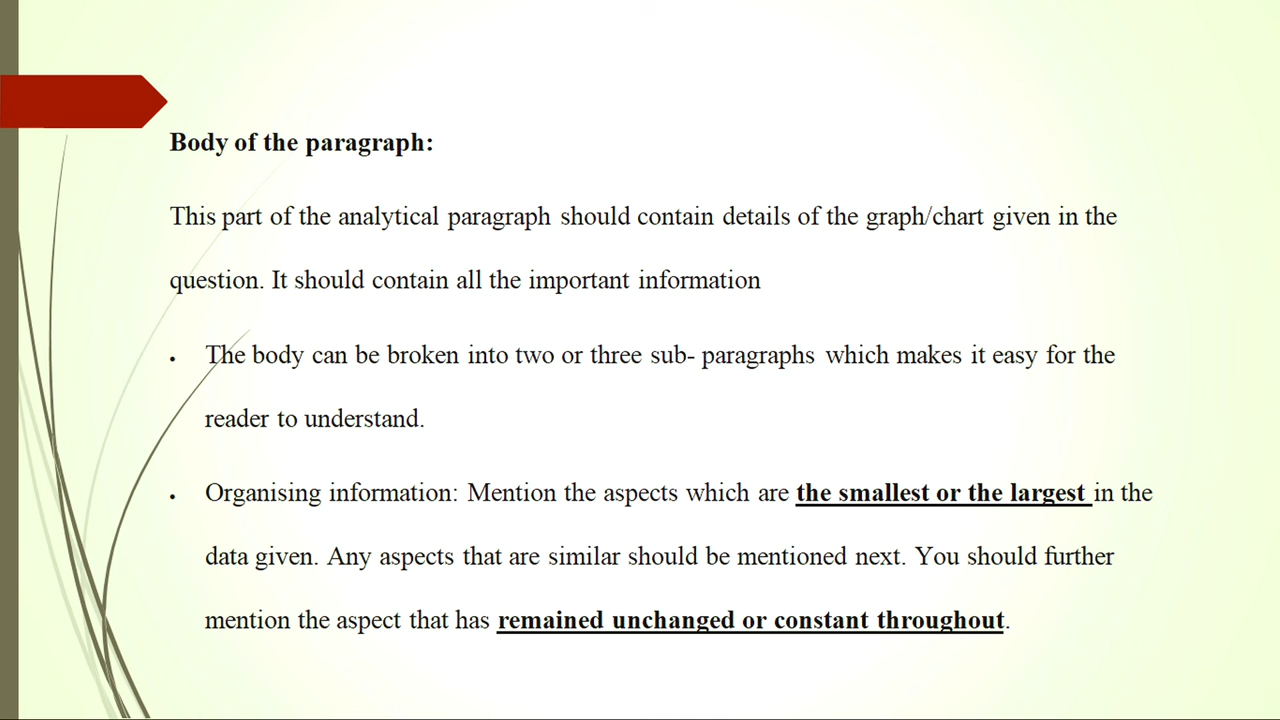 Body of the paragraph:
This part of the analytical paragraph should contain details of the graph/chart given in the
question. It should contain all the important information
• The body can be broken into two or three sub- paragraphs which makes it easy for the
reader to understand.
• Organising information: Mention the aspects which are the smallest or the largest in the
data given. Any aspects that are similar should be mentioned next. You should further
mention the aspect that has remained unchanged or constant throughout.